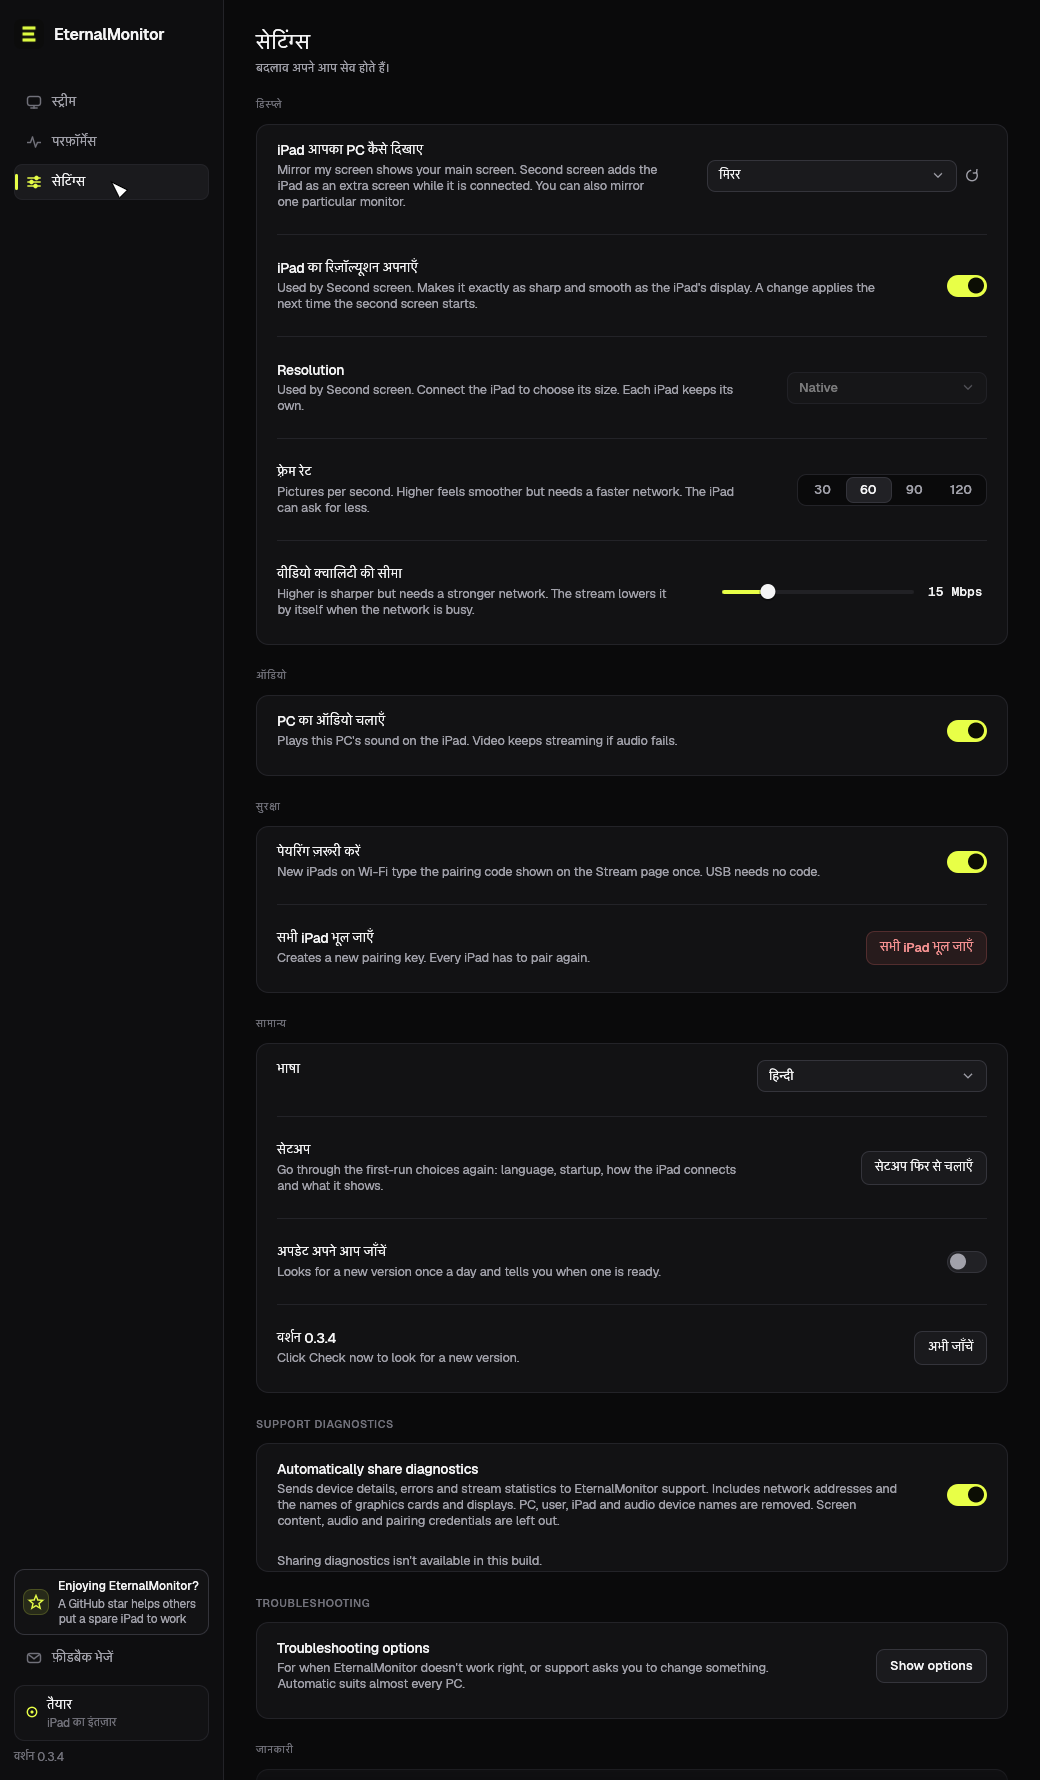 EternalMonitor
स्ट्रीम
परफ़ॉर्मेंस
सेटिंग्स
सेटिंग्स
बदलाव अपने आप सेव होते हैं।
डिस्प्ले
iPad आपका PC कैसे दिखाए
Mirror my screen shows your main screen. Second screen adds the
iPad as an extra screen while it is connected. You can also mirror
one particular monitor.
मिरर
iPad का रिज़ॉल्यूशन अपनाएँ
Used by Second screen. Makes it exactly as sharp and smooth as the iPad's display. A change applies the
next time the second screen starts.
Resolution
Used by Second screen. Connect the iPad to choose its size. Each iPad keeps its
own.
Native
फ़्रेम रेट
Pictures per second. Higher feels smoother but needs a faster network. The iPad
can ask for less.
30 60 90 120
वीडियो क्वालिटी की सीमा
Higher is sharper but needs a stronger network. The stream lowers it
by itself when the network is busy.
15 Mbps
ऑडियो
PC का ऑडियो चलाएँ
Plays this PC's sound on the iPad. Video keeps streaming if audio fails.
सुरक्षा
पेयरिंग ज़रूरी करें
New iPads on Wi-Fi type the pairing code shown on the Stream page once. USB needs no code.
सभी iPad भूल जाएँ
Creates a new pairing key. Every iPad has to pair again.
सभी iPad भूल जाएँ
सामान्य
भाषा
हिन्दी
सेटअप
Go through the first-run choices again: language, startup, how the iPad connects
and what it shows.
सेटअप फिर से चलाएँ
अपडेट अपने आप जाँचें
Looks for a new version once a day and tells you when one is ready.
वर्शन 0.3.4
Click Check now to look for a new version.
अभी जाँचें
SUPPORT DIAGNOSTICS
Automatically share diagnostics
Sends device details, errors and stream statistics to EternalMonitor support. Includes network addresses and
the names of graphics cards and displays. PC, user, iPad and audio device names are removed. Screen
content, audio and pairing credentials are left out.
Sharing diagnostics isn't available in this build.
TROUBLESHOOTING
Troubleshooting options
For when EternalMonitor doesn't work right, or support asks you to change something.
Automatic suits almost every PC.
Show options
जानकारी
Enjoying EternalMonitor?
A GitHub star helps others
put a spare iPad to work
फ़ीडबैक भेजें
तैयार
iPad का इंतज़ार
वर्शन 0.3.4